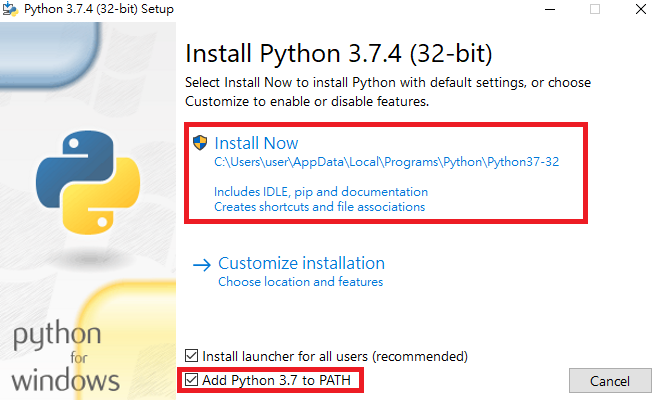 Python 3.7.4 (32-bit) Setup
Install Python 3.7.4 (32-bit)
Select Install Now to install Python with default settings, or choose
Customize to enable or disable features.
Install Now
C:\Users\user\AppData\Local\Programs\Python\Python37-32
Includes IDLE, pip and documentation
Creates shortcuts and file associations
Customize installation
Choose location and features
python
for
windows
Install launcher for all users (recommended)
Add Python 3.7 to PATH
Cancel